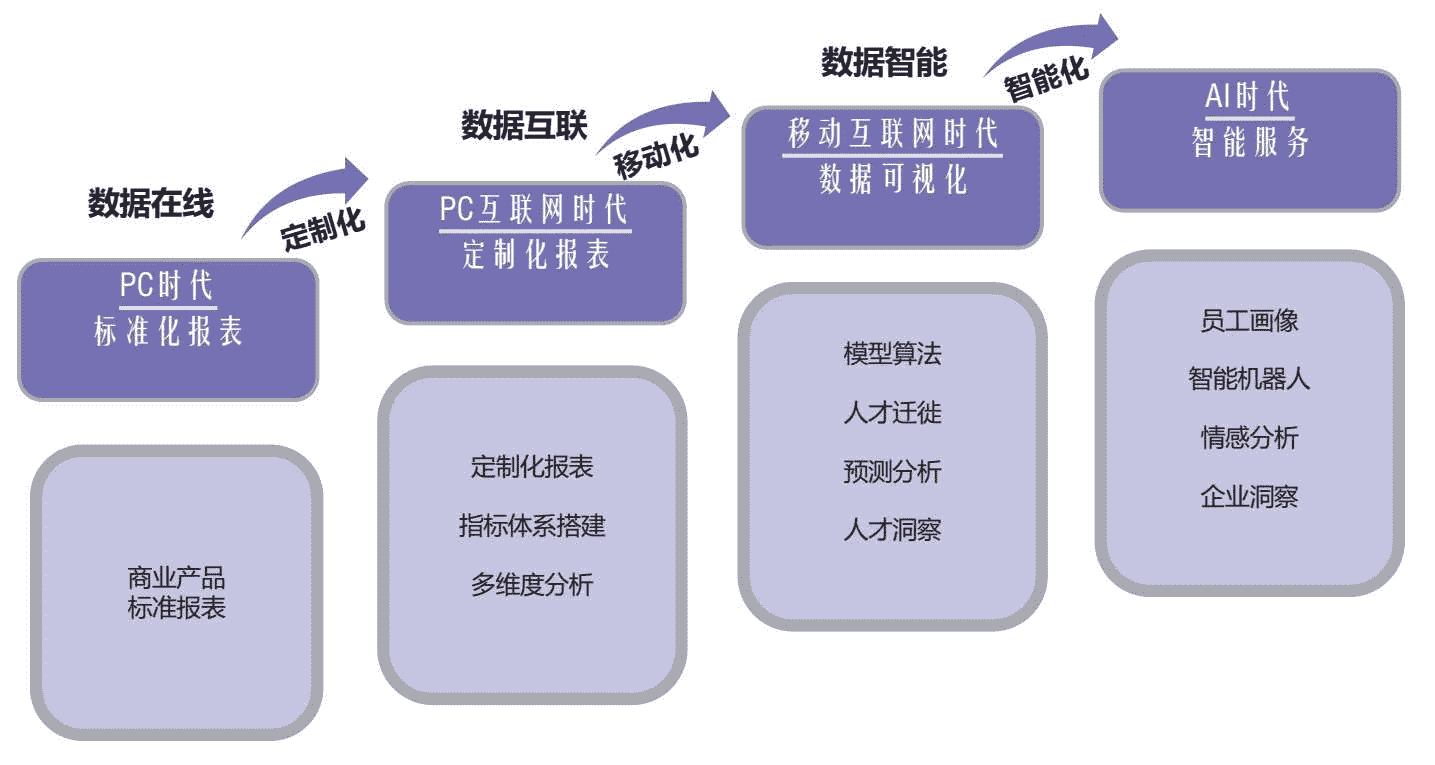 数据在线
定制化
PC时代
标准化报表
商业产品
标准报表
数据互联
移动化
PC互联网时代
定制化报表
定制化报表
指标体系搭建
多维度分析
数据智能
智能化
移动互联网时代
数据可视化
模型算法
人才迁徙
预测分析
人才洞察
AI时代
智能服务
员工画像
智能机器人
情感分析
企业洞察